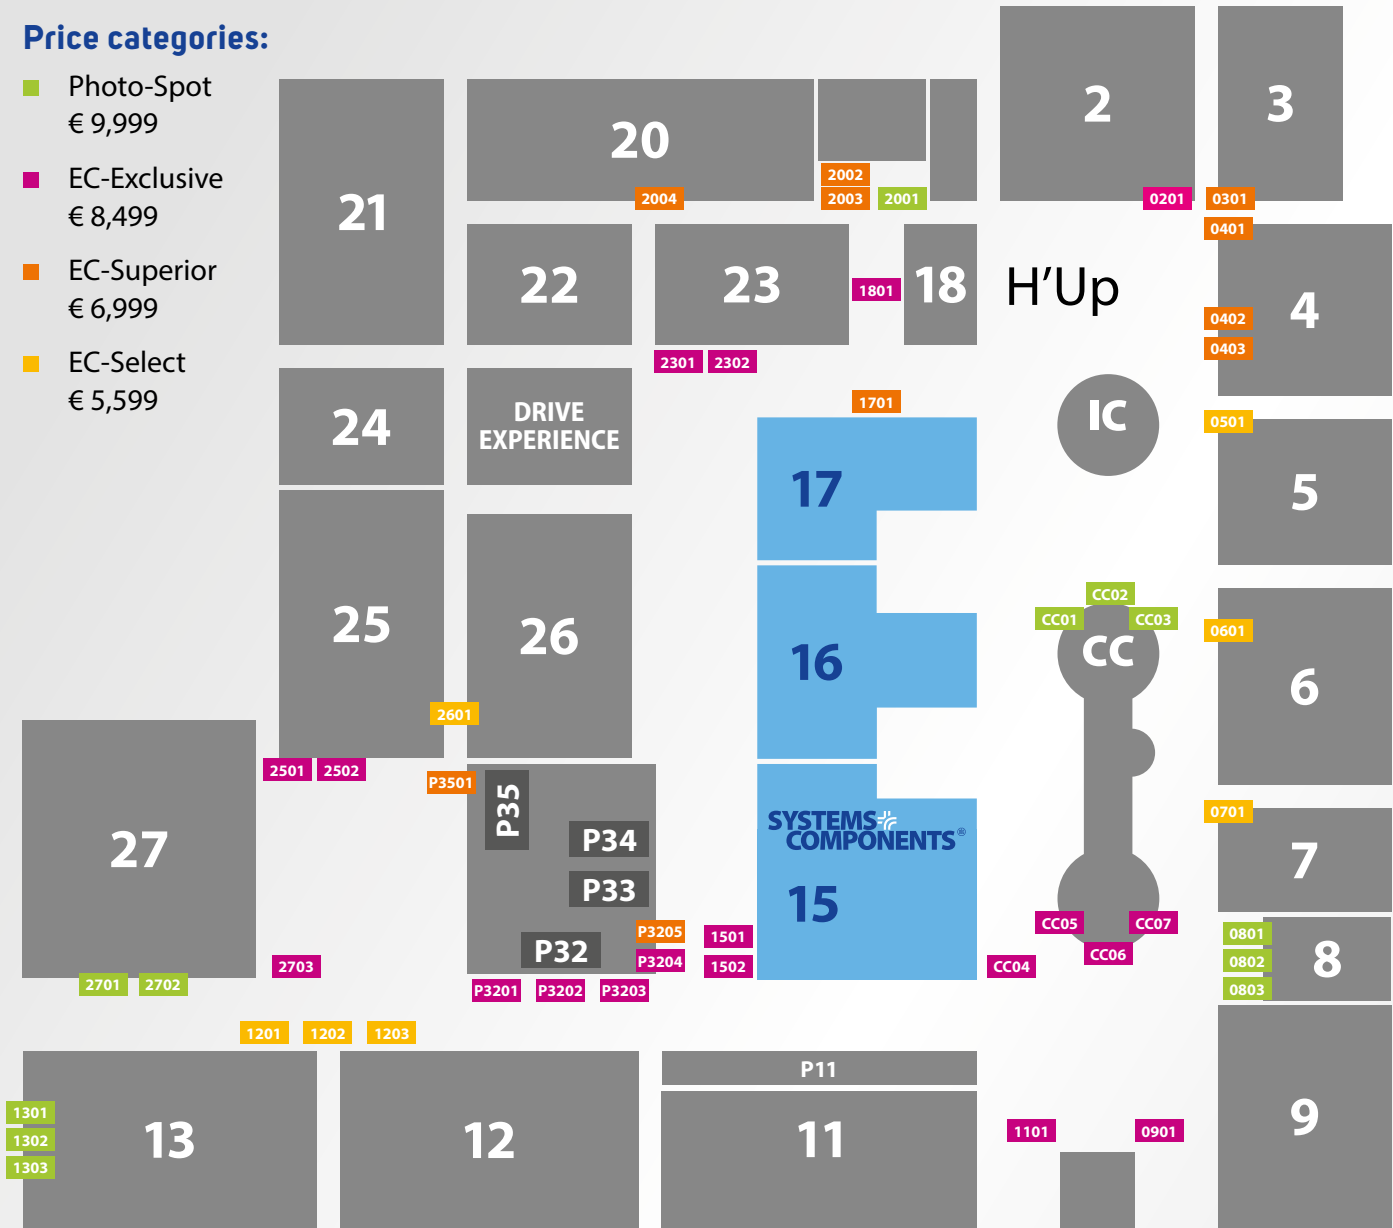 Price categories:
Photo-Spot
€ 9,999
EC-Exclusive
€ 8,499
EC-Superior
€ 6,999
EC-Select
€ 5,599
2
3
20
21
2002
2003
2001
2004
0201
0301
0401
22
23
1801
18
H'Up
4
0402
0403
2301
2302
1701
24
DRIVE
EXPERIENCE
IC
0501
17
5
25
26
16
CC02
CC01
CC03
CC
0601
6
2601
2501
2502
P3501
P35
P34
P33
P32
27
SYSTEMS
COMPONENTS®
15
0701
7
P3205
P3204
1501
1502
CC05
CC07
CC06
CC04
0801
0802
0803
8
2703
2701
2702
P3201
P3202
P3203
1201
1202
1203
P11
1301
1302
1303
13
12
11
1101
0901
9